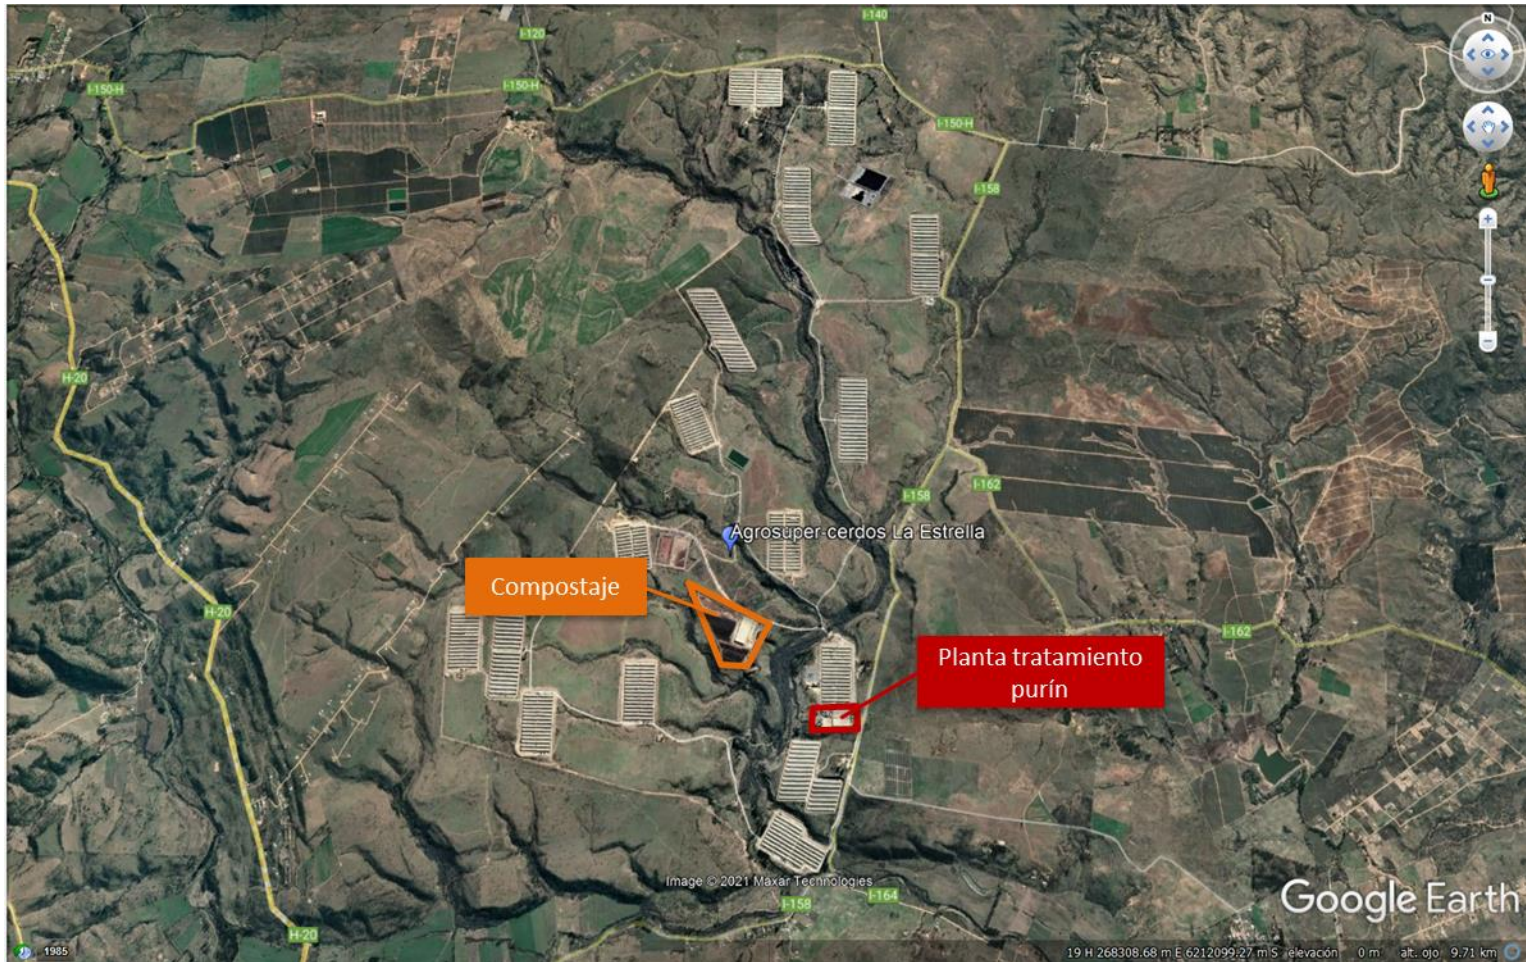 I-140
I-120
N
I-150-H
I-150-H
I-150-H
I-158
H-20
I-158
I-162
Agrosuper-cerdos La Estrella
Compostaje
H-20
I-162
Planta tratamiento
purín
Image © 2021 Maxar Technologies
I-158
I-164
Google Earth
H-20
1985
19 H 268308.68 m E 6212099.27 m S elevación 0 m alt. ojo 9.71 km